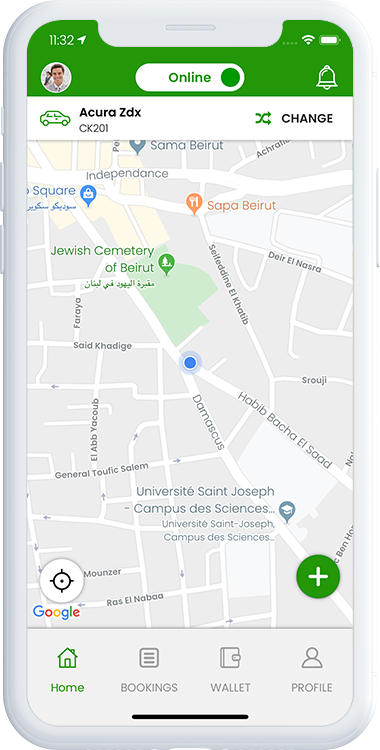 11:32
Online
Acura Zdx
CK201
CHANGE
Sama Beirut
Achrafi
Independance
Square
سوديكو سكوير
Sapa Beirut
Jewish Cemetery
of Beirut
مقبرة اليهود في لبنان
Seifeddine El Khatib
Deir El Nasra
Faraya
Said Khadige
Srouji
Damascus
Habib Bacha El Saad
El Abb Yacoub
General Toufic Salem
Université Saint Joseph
- Campus des Sciences...
Université Saint-Joseph,
Campus des Sciences...
Mounzer
Ras El Nabaa
Google
Home
BOOKINGS
WALLET
PROFILE